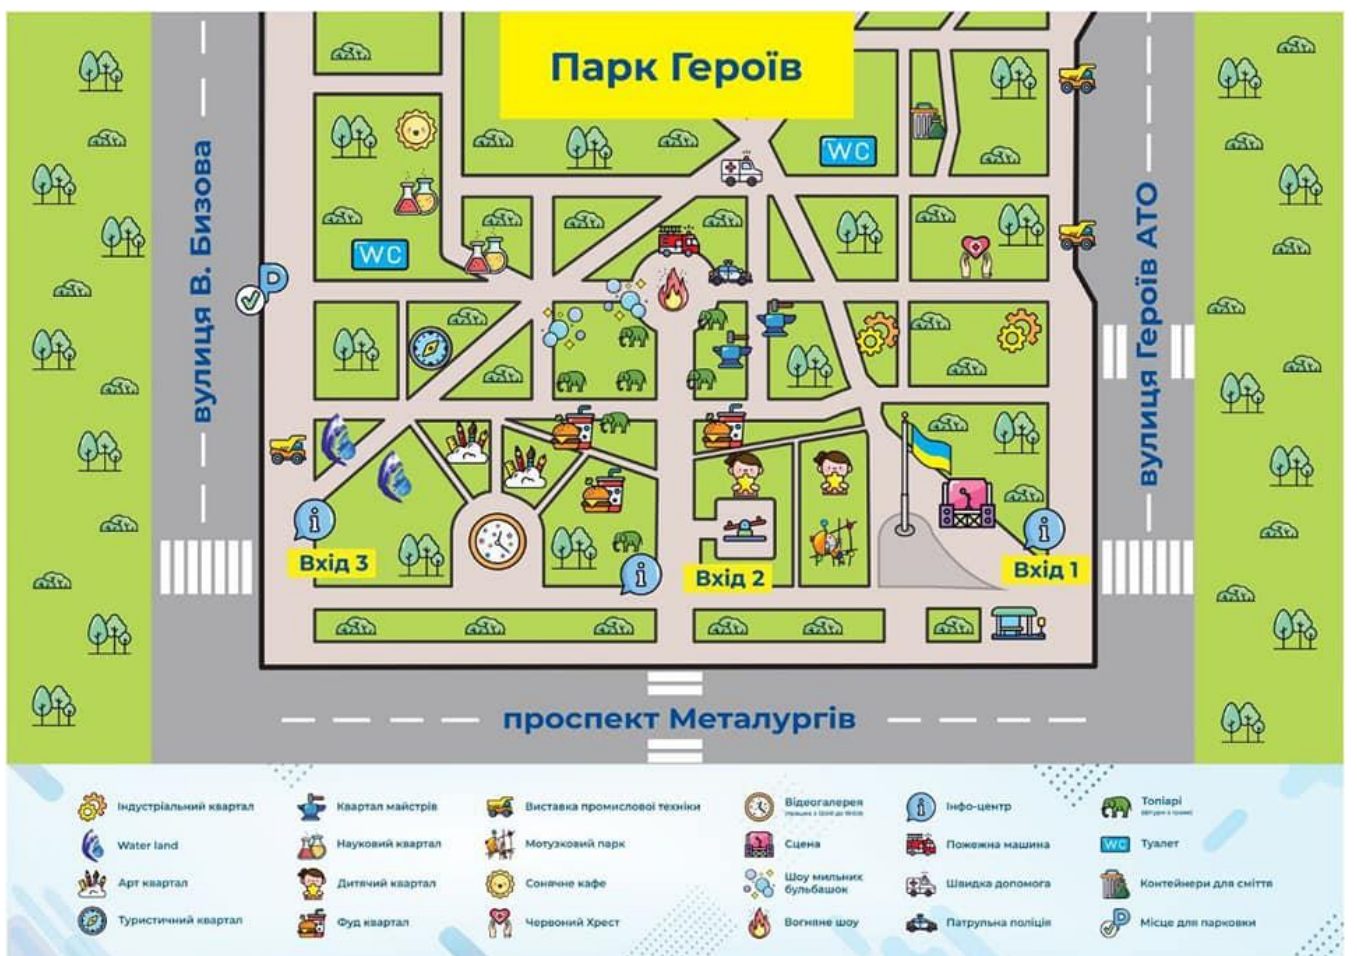 Парк Героїв
WC
вулиця В. Бизова
вулиця Героїв АТО
WC
P
i
i
i
Вхід 3
Вхід 2
Вхід 1
проспект Металургів
Індустріальний квартал
Квартал майстрів
Виставка промислової техніки
Відеогалерея
i
Інфо-центр
Топіарі
Water land
Науковий квартал
Мотузковий парк
Сцена
Пожежна машина
WC
Туалет
Арт квартал
Дитячий квартал
Сонячне кафе
Шоу мильних
бульбашок
Швидка допомога
Контейнери для сміття
Туристичний квартал
Фуд квартал
Червоний Хрест
Вогняне шоу
Патрульна поліція
P
Місце для парковки